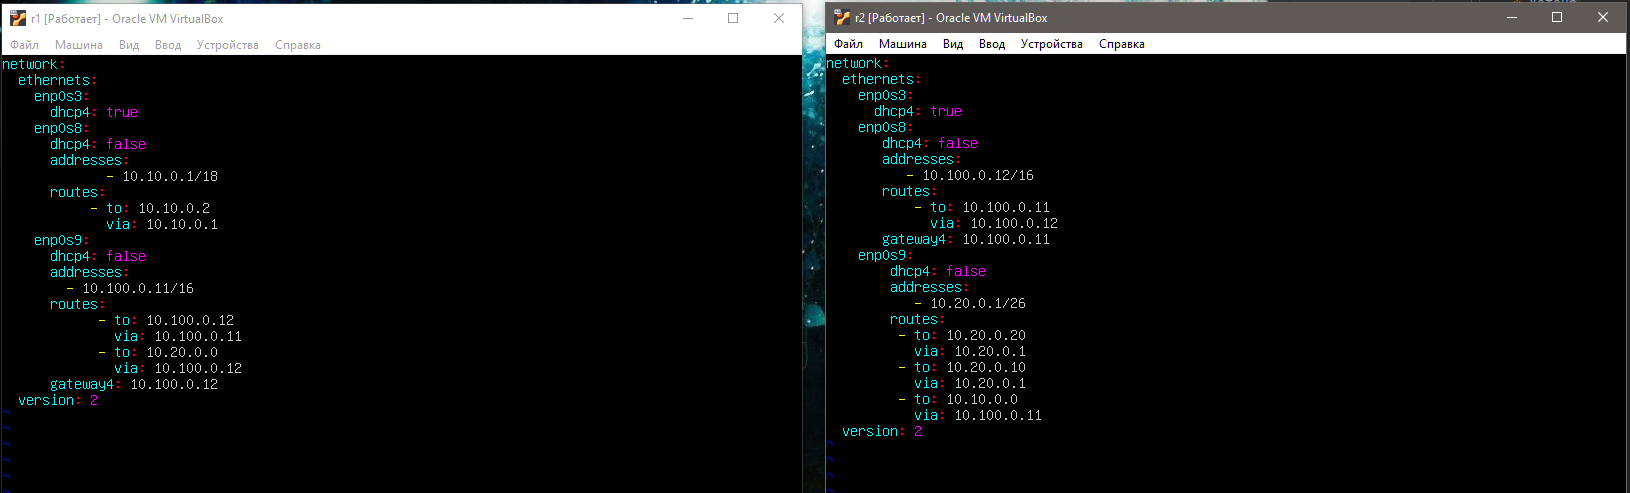 r1 [Работает] - Oracle VM VirtualBox
Файл Машина Вид Ввод Устройства Справка
network:
ethernets:
enp0s3:
dhcp4: true
enp0s8:
dhcp4: false
addresses:
- 10.10.0.1/18
routes:
- to: 10.10.0.2
via: 10.10.0.1
enp0s9:
dhcp4: false
addresses:
- 10.100.0.11/16
routes:
- to: 10.100.0.12
via: 10.100.0.11
- to: 10.20.0.0
via: 10.100.0.12
gateway4: 10.100.0.12
version: 2
~
~
~
~
~
~
r2 [Работает] - Oracle VM VirtualBox
Файл Машина Вид Ввод Устройства Справка
network:
ethernets:
enp0s3:
dhcp4: true
enp0s8:
dhcp4: false
addresses:
- 10.100.0.12/16
routes:
- to: 10.100.0.11
via: 10.100.0.12
gateway4: 10.100.0.11
enp0s9:
dhcp4: false
addresses:
- 10.20.0.1/26
routes:
- to: 10.20.0.20
via: 10.20.0.1
- to: 10.20.0.10
via: 10.20.0.1
- to: 10.10.0.0
via: 10.100.0.11
version: 2
~
~
~
~